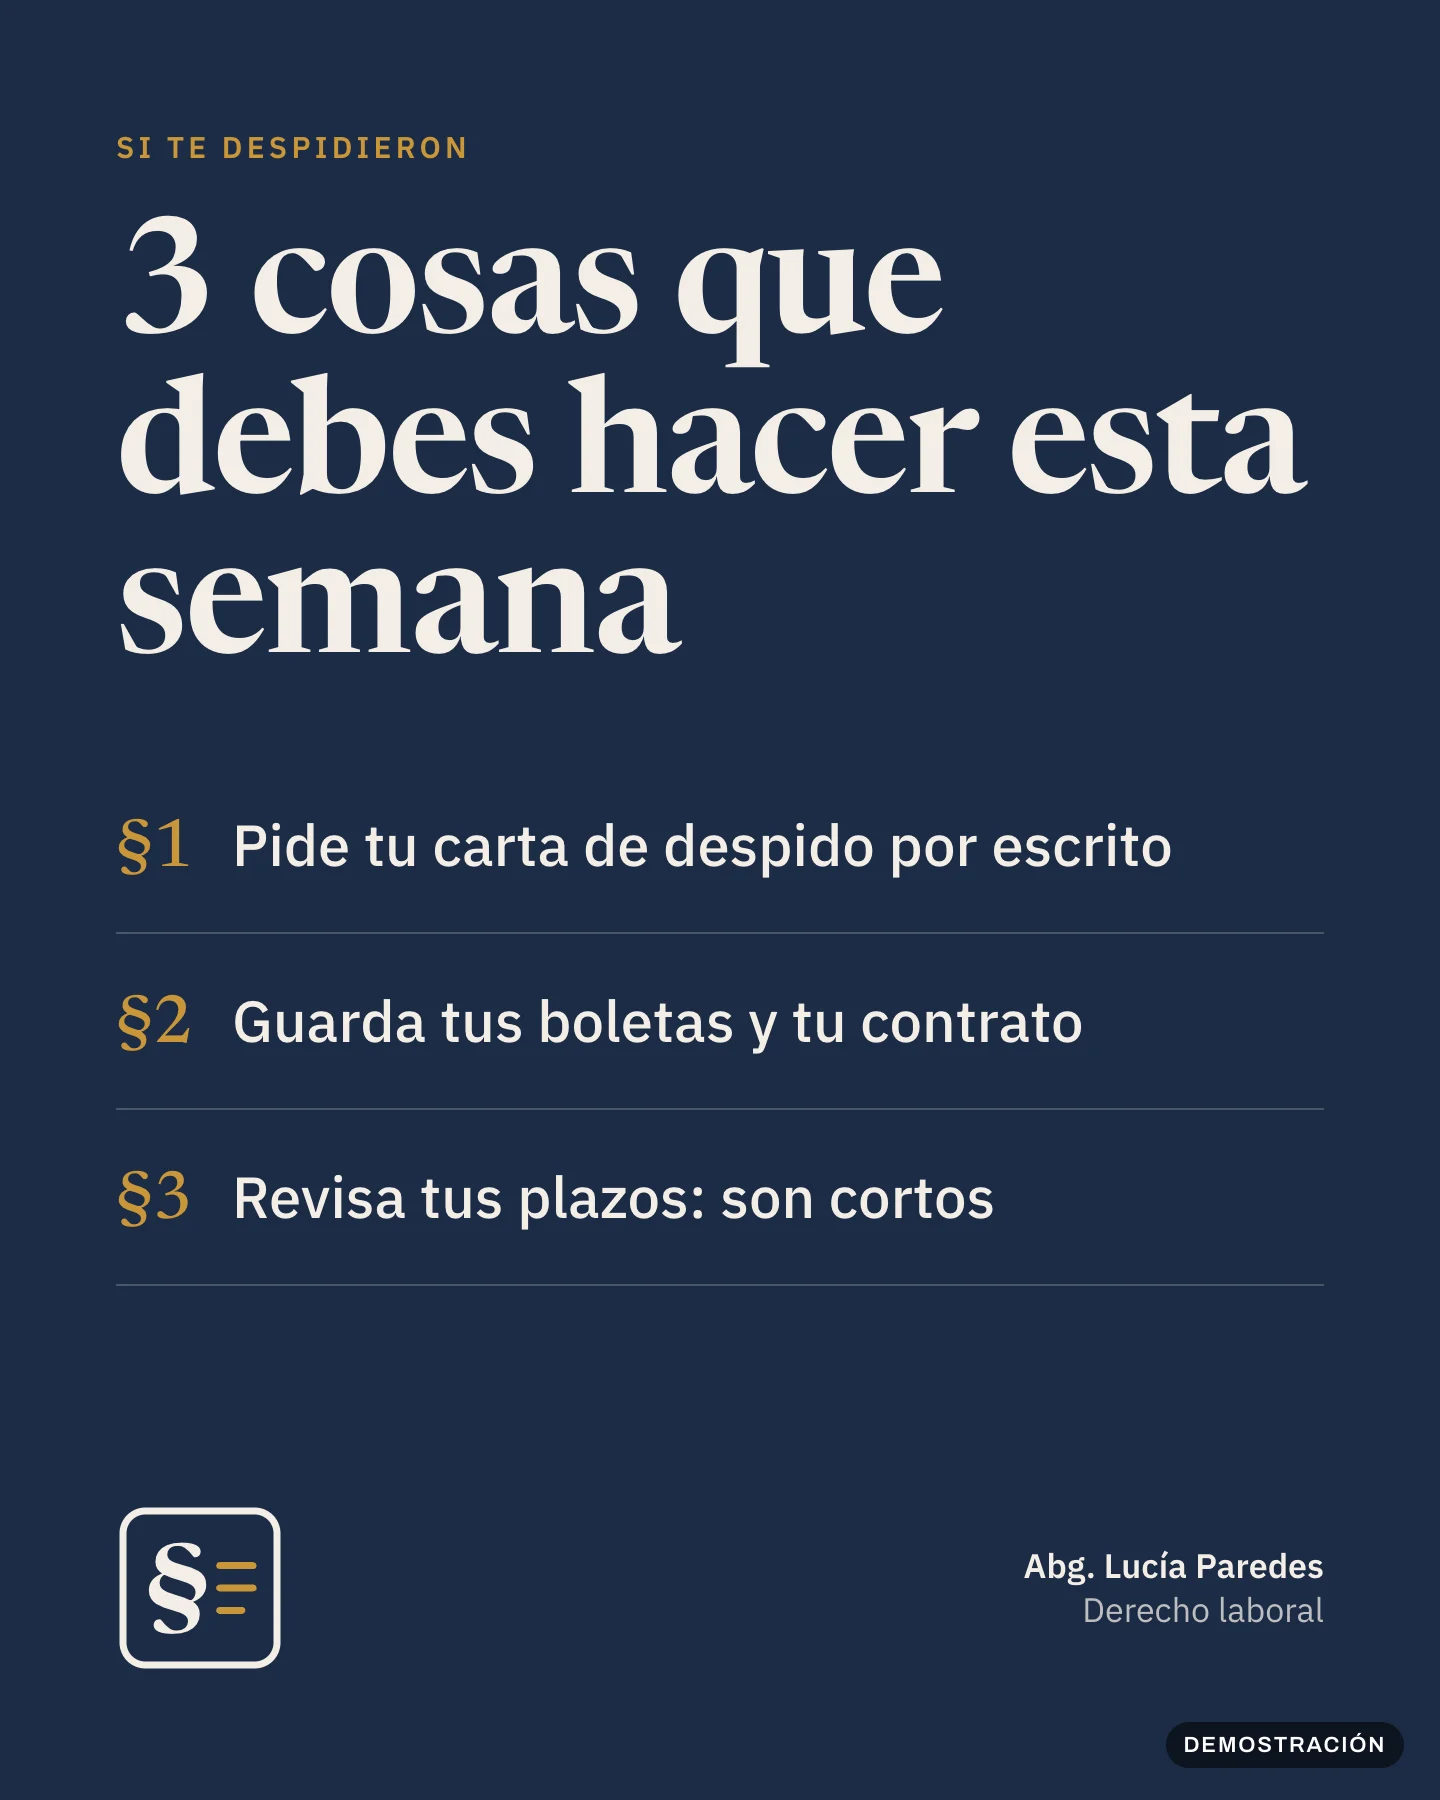 SI TE DESPIDIERON
3 cosas que
debes hacer esta
semana
§1 Pide tu carta de despido por escrito
§2 Guarda tus boletas y tu contrato
§3 Revisa tus plazos: son cortos
§
Abg. Lucía Paredes
Derecho laboral
DEMOSTRACIÓN